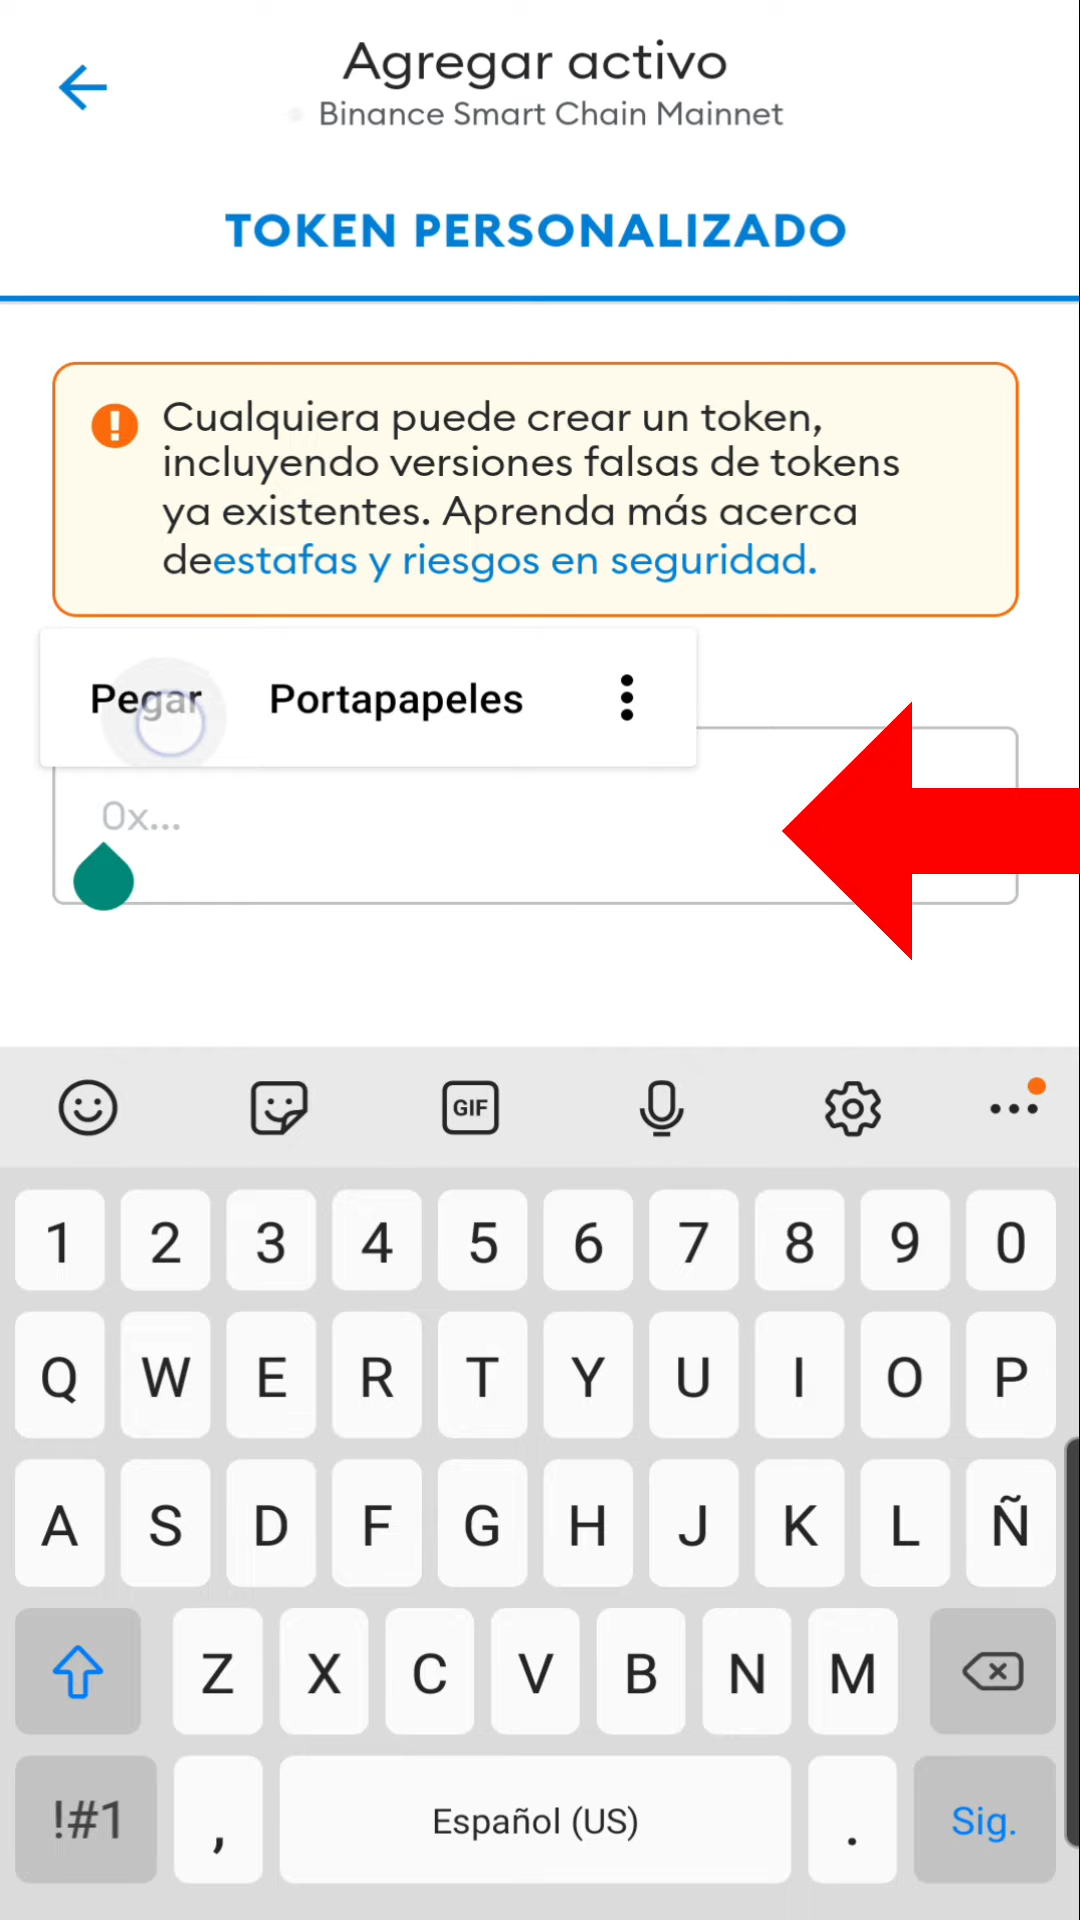 Agregar activo
Binance Smart Chain Mainnet
TOKEN PERSONALIZADO
Cualquiera puede crear un token,
incluyendo versiones falsas de tokens
ya existentes. Aprenda más acerca
deestafas y riesgos en seguridad.
Pegar Portapapeles
0x...
GIF
1 2 3 4 5 6 7 8 9 0
Q W E R T Y U I O P
A S D F G H J K L Ñ
Z X C V B N M
!#1 , Español (US) . Sig.